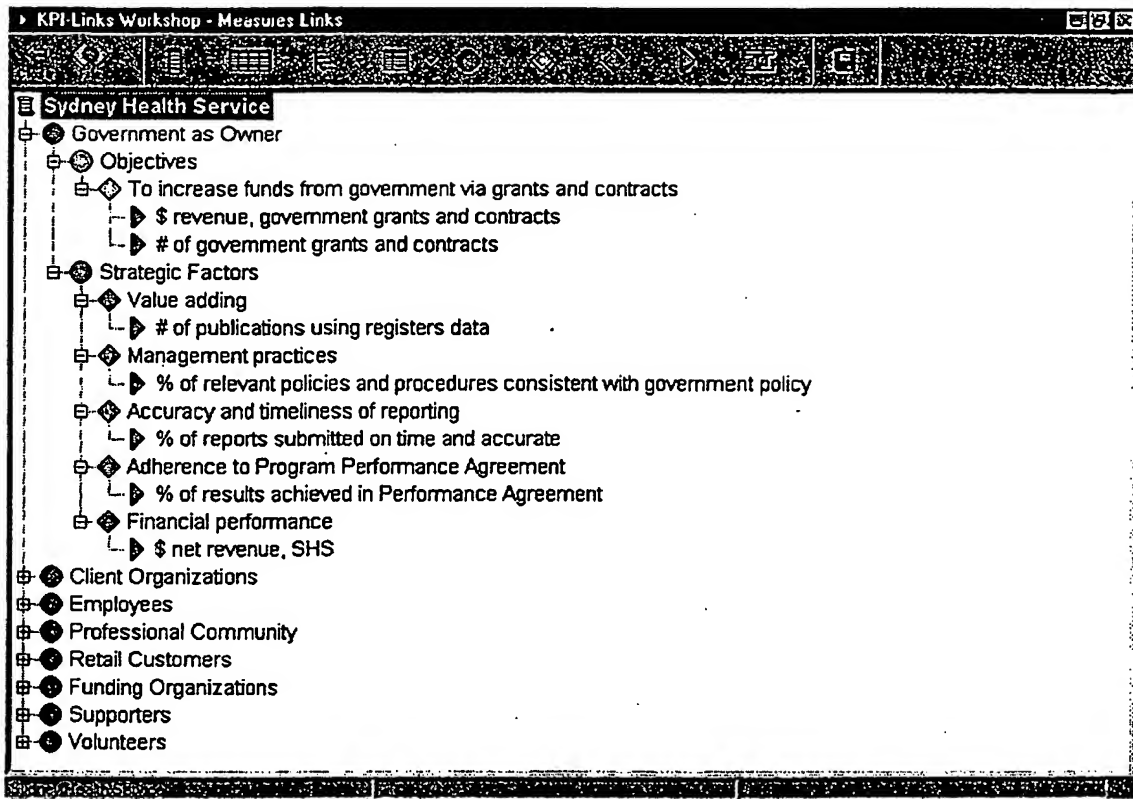 KPI-Links Workshop - Measures Links
Sydney Health Service
Government as Owner
Objectives
To increase funds from government via grants and contracts
$ revenue, government grants and contracts
# of government grants and contracts
Strategic Factors
Value adding
# of publications using registers data
Management practices
% of relevant policies and procedures consistent with government policy
Accuracy and timeliness of reporting
% of reports submitted on time and accurate
Adherence to Program Performance Agreement
% of results achieved in Performance Agreement
Financial performance
$ net revenue, SHS
Client Organizations
Employees
Professional Community
Retail Customers
Funding Organizations
Supporters
Volunteers